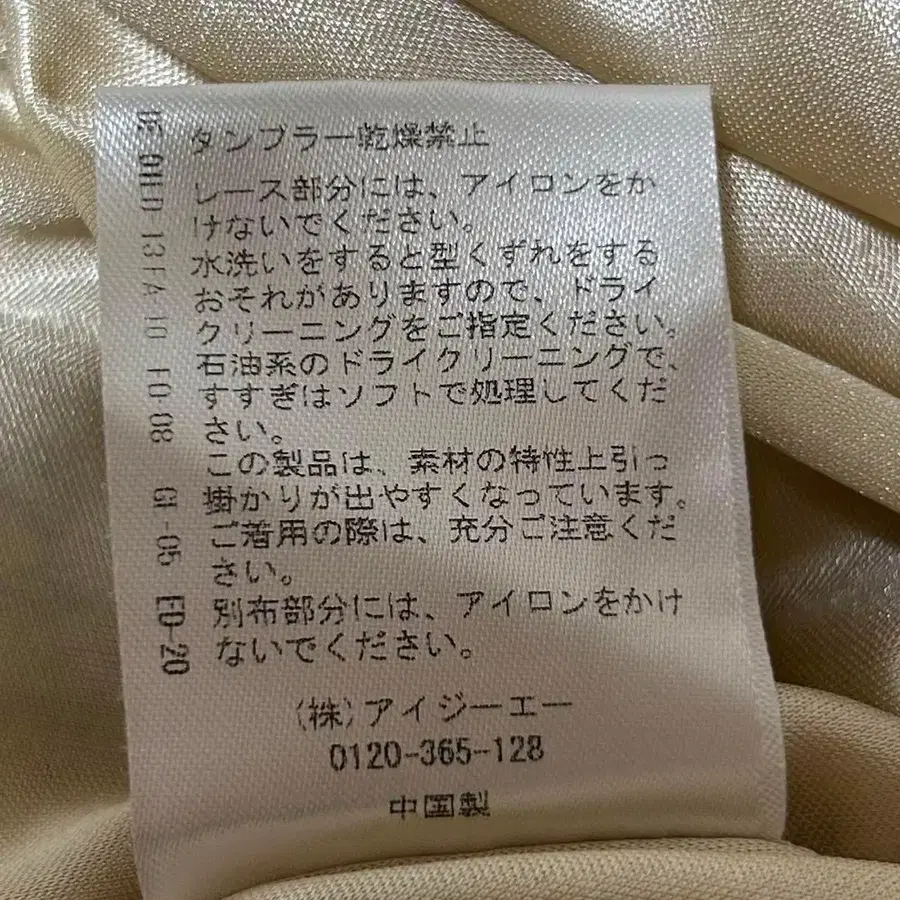 タンブラー乾燥禁止
レース部分には、アイロンをか
けないでください。
水洗いをすると型くずれをする
おそれがありますので、ドライ
クリーニングをご指定ください。
石油系のドライクリーニングで、
すすぎはソフトで処理してくだ
さい。
この製品は、素材の特性上引っ
掛かりが出やすくなっています。
ご着用の際は、充分ご注意くだ
さい。
別布部分には、アイロンをかけ
ないでください。
(株)アイジーエー
0120-365-128
中国製
10 08 GI-05 ED-20